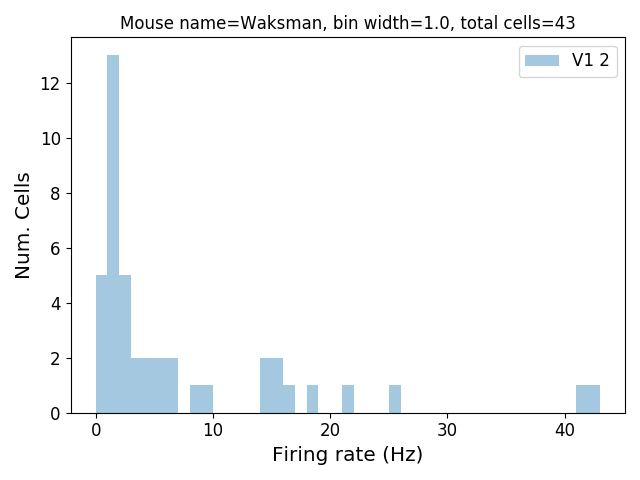 Mouse name=Waksman, bin width=1.0, total cells=43
V1 2
Num. Cells
12
10
8
6
4
2
0
0 10 20 30 40
Firing rate (Hz)